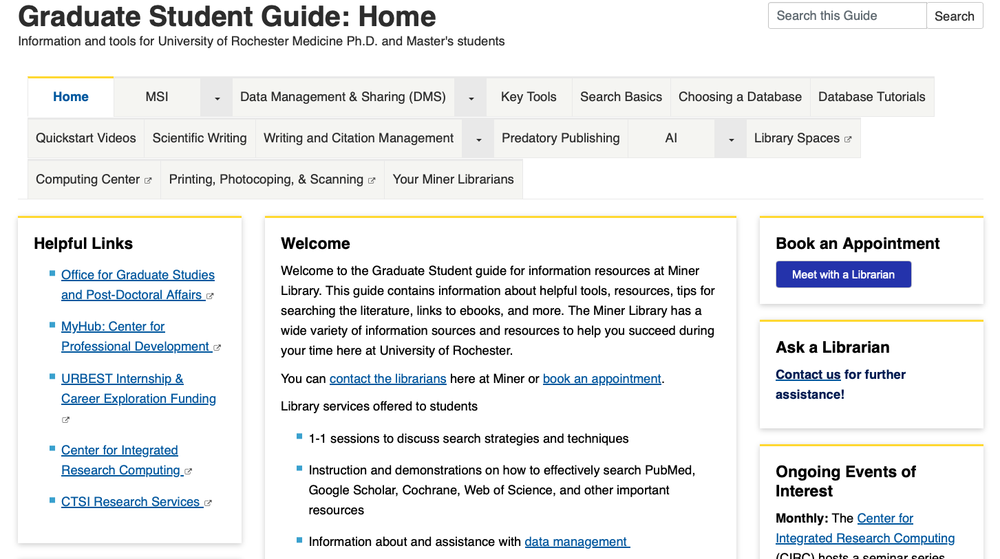 Graduate Student Guide: Home
Search this Guide
Search
Information and tools for University of Rochester Medicine Ph.D. and Master's students
Home
MSI
Data Management & Sharing (DMS)
Key Tools
Search Basics
Choosing a Database
Database Tutorials
Quickstart Videos
Scientific Writing
Writing and Citation Management
Predatory Publishing
AI
Library Spaces
Computing Center
Printing, Photocoping, & Scanning
Your Miner Librarians
Helpful Links
Office for Graduate Studies
and Post-Doctoral Affairs
MyHub: Center for
Professional Development
URBEST Internship &
Career Exploration Funding
Center for Integrated
Research Computing
CTSI Research Services
Welcome
Welcome to the Graduate Student guide for information resources at Miner
Library. This guide contains information about helpful tools, resources, tips for
searching the literature, links to ebooks, and more. The Miner Library has a
wide variety of information sources and resources to help you succeed during
your time here at University of Rochester.
You can contact the librarians here at Miner or book an appointment.
Library services offered to students
1-1 sessions to discuss search strategies and techniques
Instruction and demonstrations on how to effectively search PubMed,
Google Scholar, Cochrane, Web of Science, and other important
resources
Information about and assistance with data management
Book an Appointment
Meet with a Librarian
Ask a Librarian
Contact us for further
assistance!
Ongoing Events of
Interest
Monthly: The Center for
Integrated Research Computing
(CIRC) hosts a seminar series